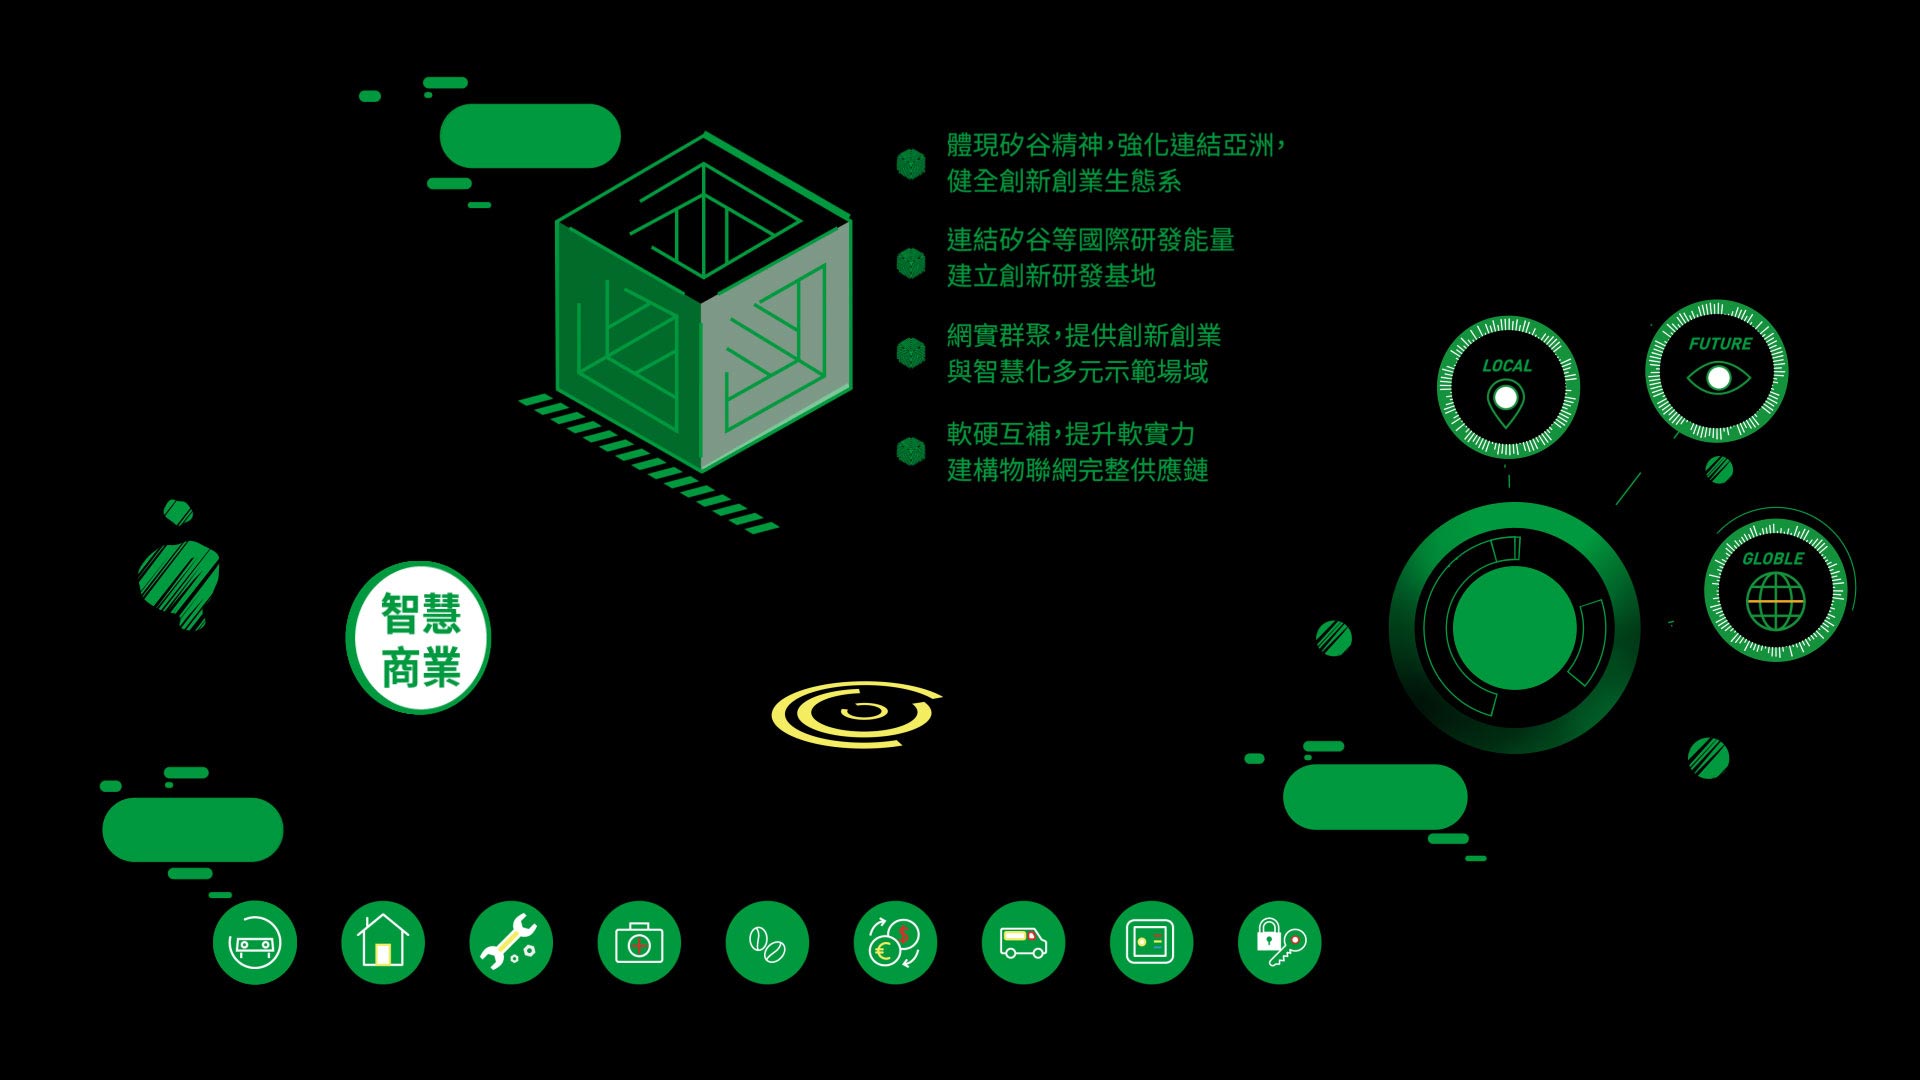 體現矽谷精神，強化連結亞洲，
健全創新創業生態系
連結矽谷等國際研發能量
建立創新研發基地
網實群聚，提供創新創業
與智慧化多元示範場域
軟硬互補，提升軟實力
建構物聯網完整供應鏈
LOCAL
FUTURE
GLOBLE
智慧
商業
$
€